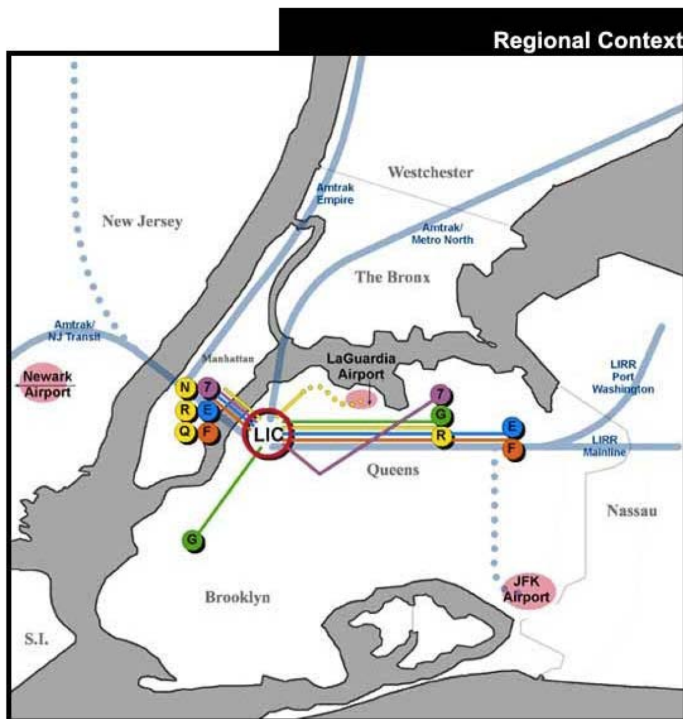 Regional Context
Westchester
Amtrak
Empire
New Jersey
Amtrak/
Metro North
The Bronx
Amtrak/
NJ Transit
Manhattan
LaGuardia
Airport
LIRR
Port
Washington
Newark
Airport
N 7
7
R E
G
Q F
LIC
R
E
F
LIRR
Mainline
Queens
Nassau
G
JFK
Airport
Brooklyn
S.I.